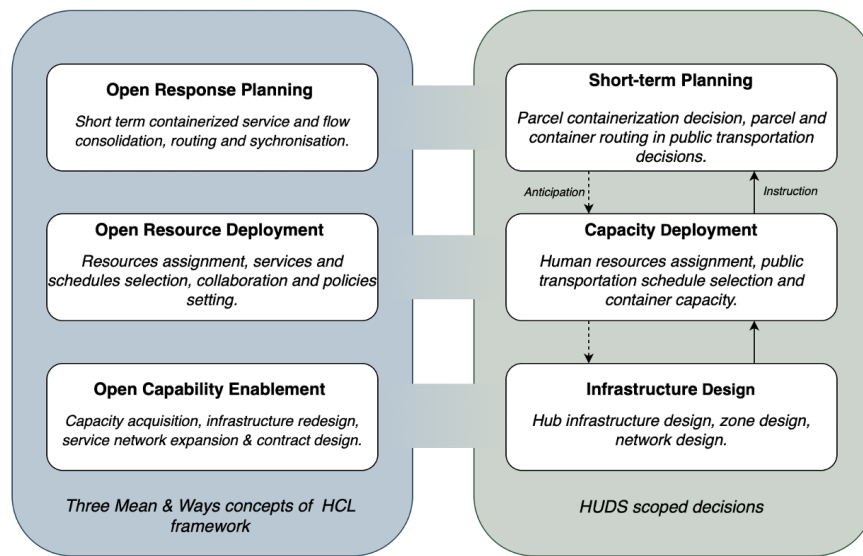 Open Response Planning
Short term containerized service and flow
consolidation, routing and sychronisation.
Open Resource Deployment
Resources assignment, services and
schedules selection, collaboration and policies
setting.
Open Capability Enablement
Capacity acquisition, infrastructure redesign,
service network expansion & contract design.
Three Mean & Ways concepts of HCL
framework
Short-term Planning
Parcel containerization decision, parcel and
container routing in public transportation
decisions.
Anticipation
Instruction
Capacity Deployment
Human resources assignment, public
transportation schedule selection and
container capacity.
Infrastructure Design
Hub infrastructure design, zone design,
network design.
HUDS scoped decisions